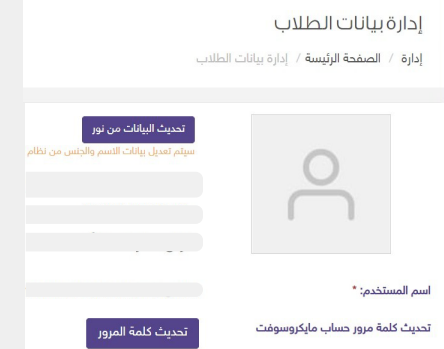 إدارة بيانات الطلاب
إدارة / الصفحة الرئيسة / إدارة بيانات الطلاب
تحديث البيانات من نور
سيتم تعديل بيانات الاسم والجنس من نظام
اسم المستخدم: *
تحديث كلمة مرور حساب مايكروسوفت
تحديث كلمة المرور